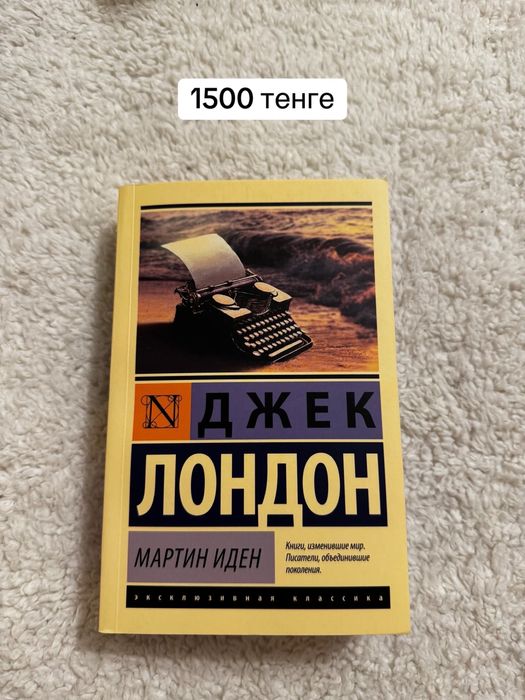 1500 тенге
N
ДЖЕК
ЛОНДОН
МАРТИН ИДЕН
Книги, изменившие мир.
Писатели, объединившие
поколения.
эксклюзивная классика